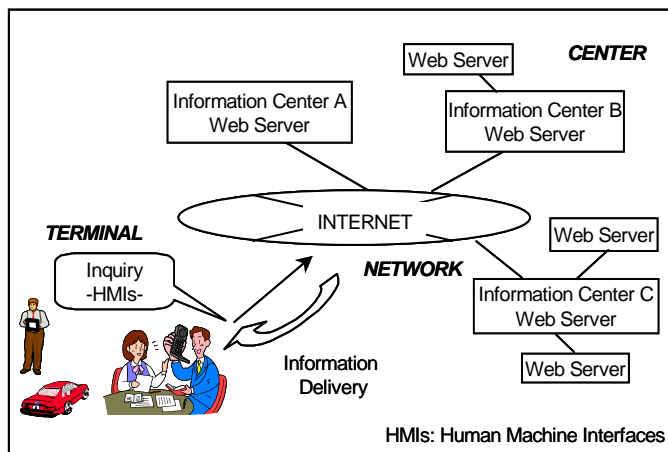 Web Server
CENTER
Information Center A
Web Server
Information Center B
Web Server
INTERNET
TERMINAL
NETWORK
Inquiry
-HMIs-
Web Server
Information Center C
Web Server
Web Server
Information
Delivery
HMIs: Human Machine Interfaces